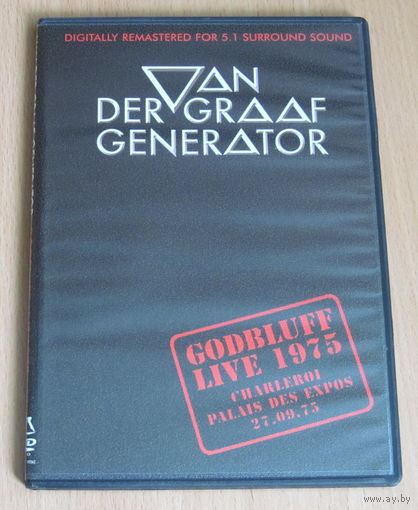 DIGITALLY REMASTERED FOR 5.1 SURROUND SOUND
VAN
DER GRAAF
GENERATOR
GODBLUFF
LIVE 1975
CHARLEROI
PALAIS DES EXPOS
27.09.75
www.ay.by